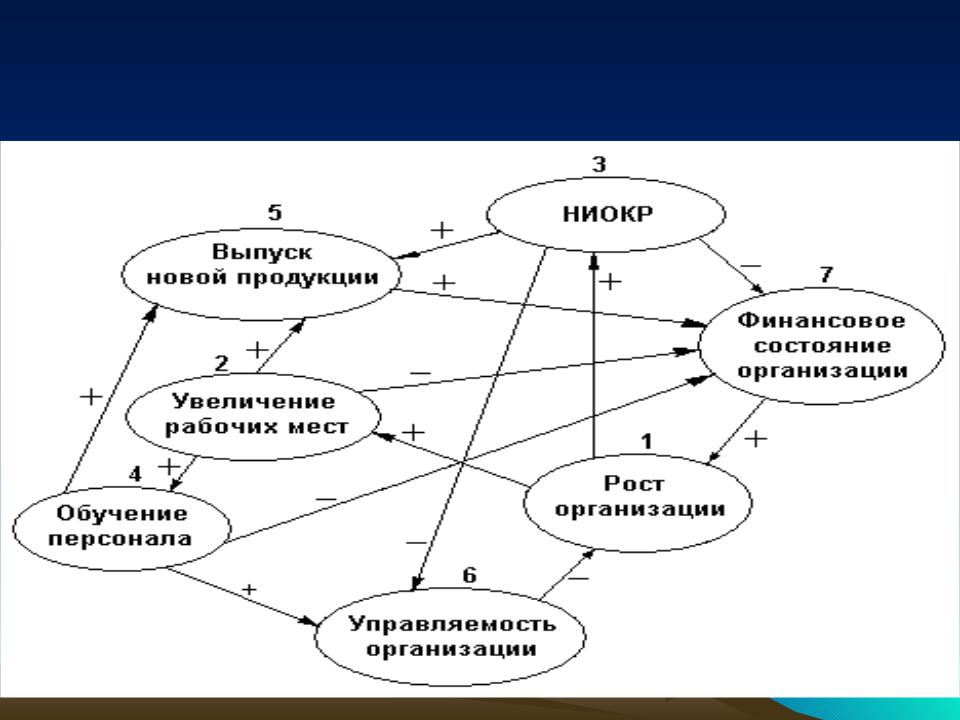 3
НИОКР
5
Выпуск
новой продукции
+
+
+
−
7
Финансовое
состояние
организации
2
Увеличение
рабочих мест
+
−
+
+
+
1
Рост
организации
4
Обучение
персонала
+
−
−
+
−
6
Управляемость
организации